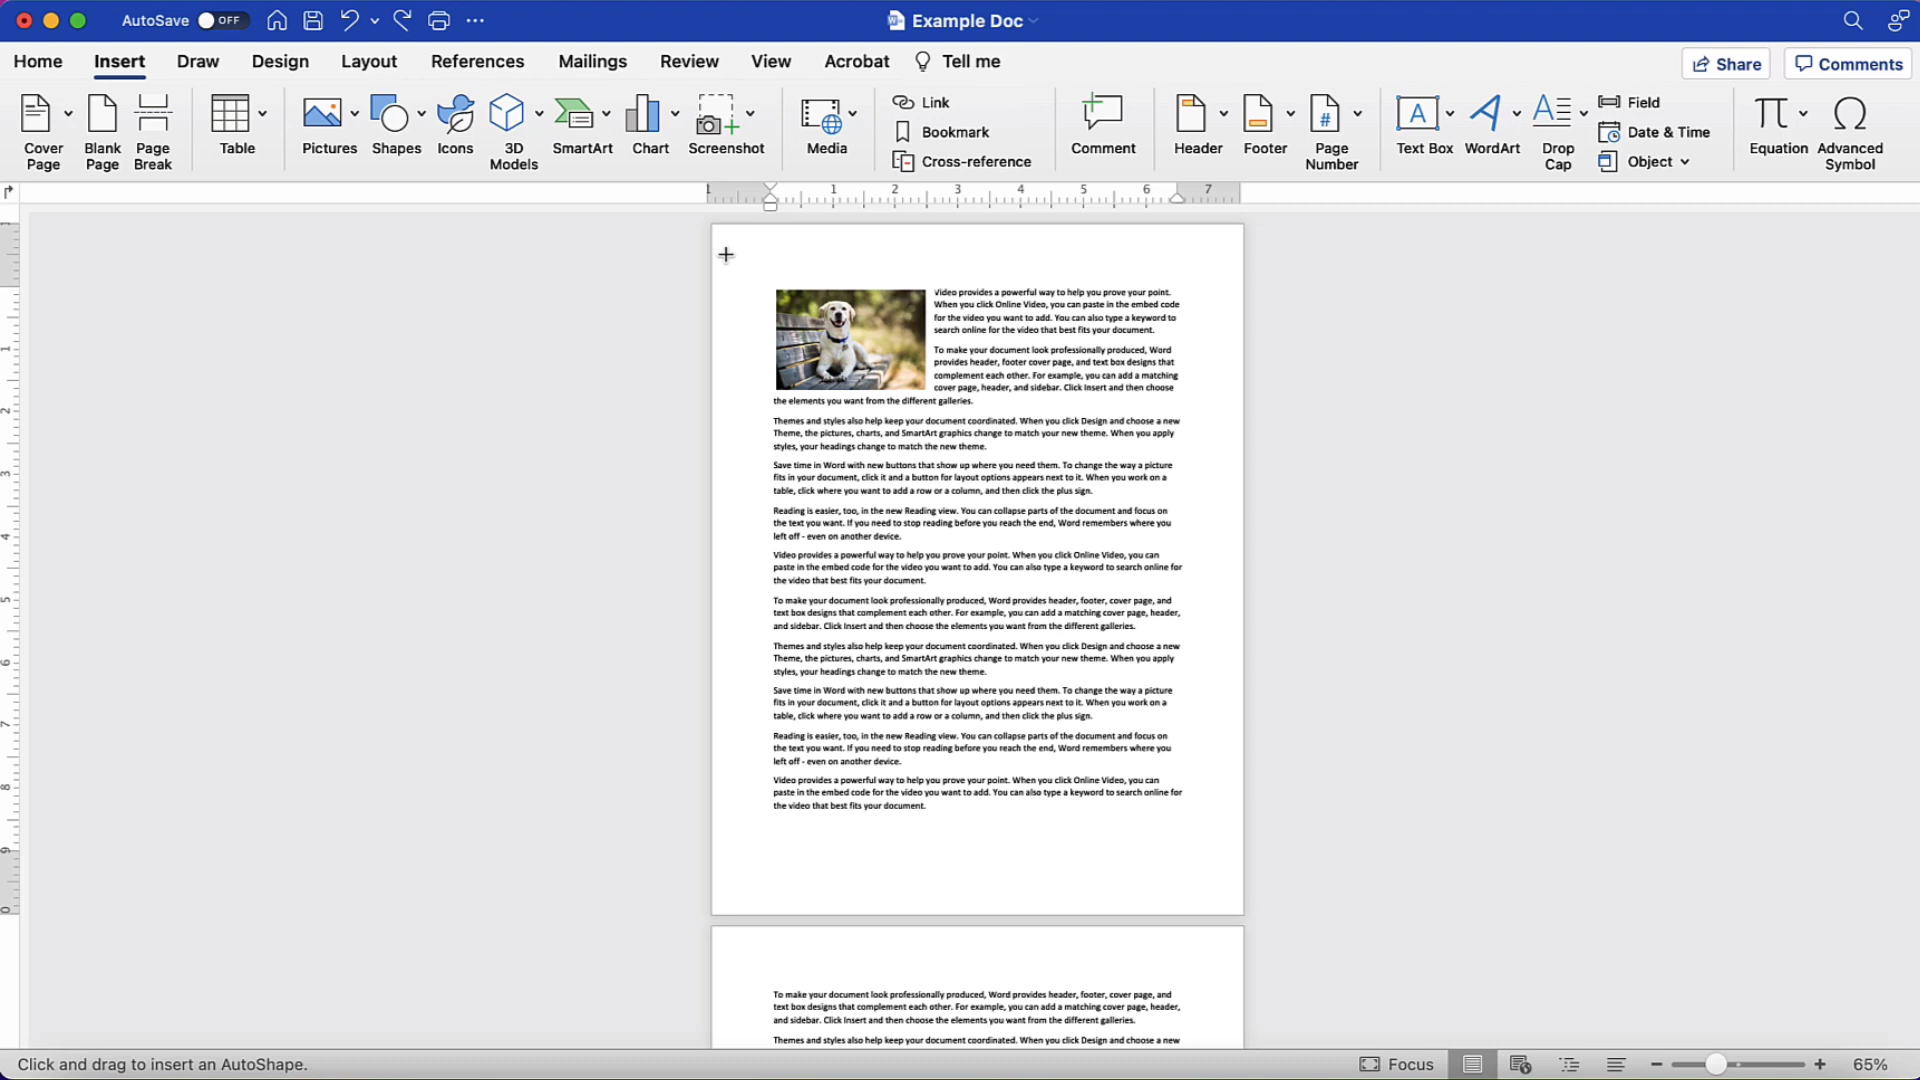 AutoSave OFF
Example Doc
Home Insert Draw Design Layout References Mailings Review View Acrobat Tell me
Share Comments
Cover Page
Blank Page
Page Break
Table
Pictures
Shapes
Icons
3D Models
SmartArt
Chart
Screenshot
Media
Link
Bookmark
Cross-reference
Comment
Header
Footer
Page Number
Text Box
WordArt
Drop Cap
Field
Date & Time
Object
Equation
Advanced Symbol
1 1 2 3 4 5 6 7
Video provides a powerful way to help you prove your point.
When you click Online Video, you can paste in the embed code
for the video you want to add. You can also type a keyword to
search online for the video that best fits your document.
To make your document look professionally produced, Word
provides header, footer cover page, and text box designs that
complement each other. For example, you can add a matching
cover page, header, and sidebar. Click Insert and then choose
the elements you want from the different galleries.
Themes and styles also help keep your document coordinated. When you click Design and choose a new
Theme, the pictures, charts, and SmartArt graphics change to match your new theme. When you apply
styles, your headings change to match the new theme.
Save time in Word with new buttons that show up where you need them. To change the way a picture
fits in your document, click it and a button for layout options appears next to it. When you work on a
table, click where you want to add a row or a column, and then click the plus sign.
Reading is easier, too, in the new Reading view. You can collapse parts of the document and focus on
the text you want. If you need to stop reading before you reach the end, Word remembers where you
left off - even on another device.
Video provides a powerful way to help you prove your point. When you click Online Video, you can
paste in the embed code for the video you want to add. You can also type a keyword to search online for
the video that best fits your document.
To make your document look professionally produced, Word provides header, footer, cover page, and
text box designs that complement each other. For example, you can add a matching cover page, header,
and sidebar. Click Insert and then choose the elements you want from the different galleries.
Themes and styles also help keep your document coordinated. When you click Design and choose a new
Theme, the pictures, charts, and SmartArt graphics change to match your new theme. When you apply
styles, your headings change to match the new theme.
Save time in Word with new buttons that show up where you need them. To change the way a picture
fits in your document, click it and a button for layout options appears next to it. When you work on a
table, click where you want to add a row or a column, and then click the plus sign.
Reading is easier, too, in the new Reading view. You can collapse parts of the document and focus on
the text you want. If you need to stop reading before you reach the end, Word remembers where you
left off - even on another device.
Video provides a powerful way to help you prove your point. When you click Online Video, you can
paste in the embed code for the video you want to add. You can also type a keyword to search online for
the video that best fits your document.
To make your document look professionally produced, Word provides header, footer, cover page, and
text box designs that complement each other. For example, you can add a matching cover page, header,
and sidebar. Click Insert and then choose the elements you want from the different galleries.
Themes and styles also help keep your document coordinated. When you click Design and choose a new
Click and drag to insert an AutoShape.
Focus
65%